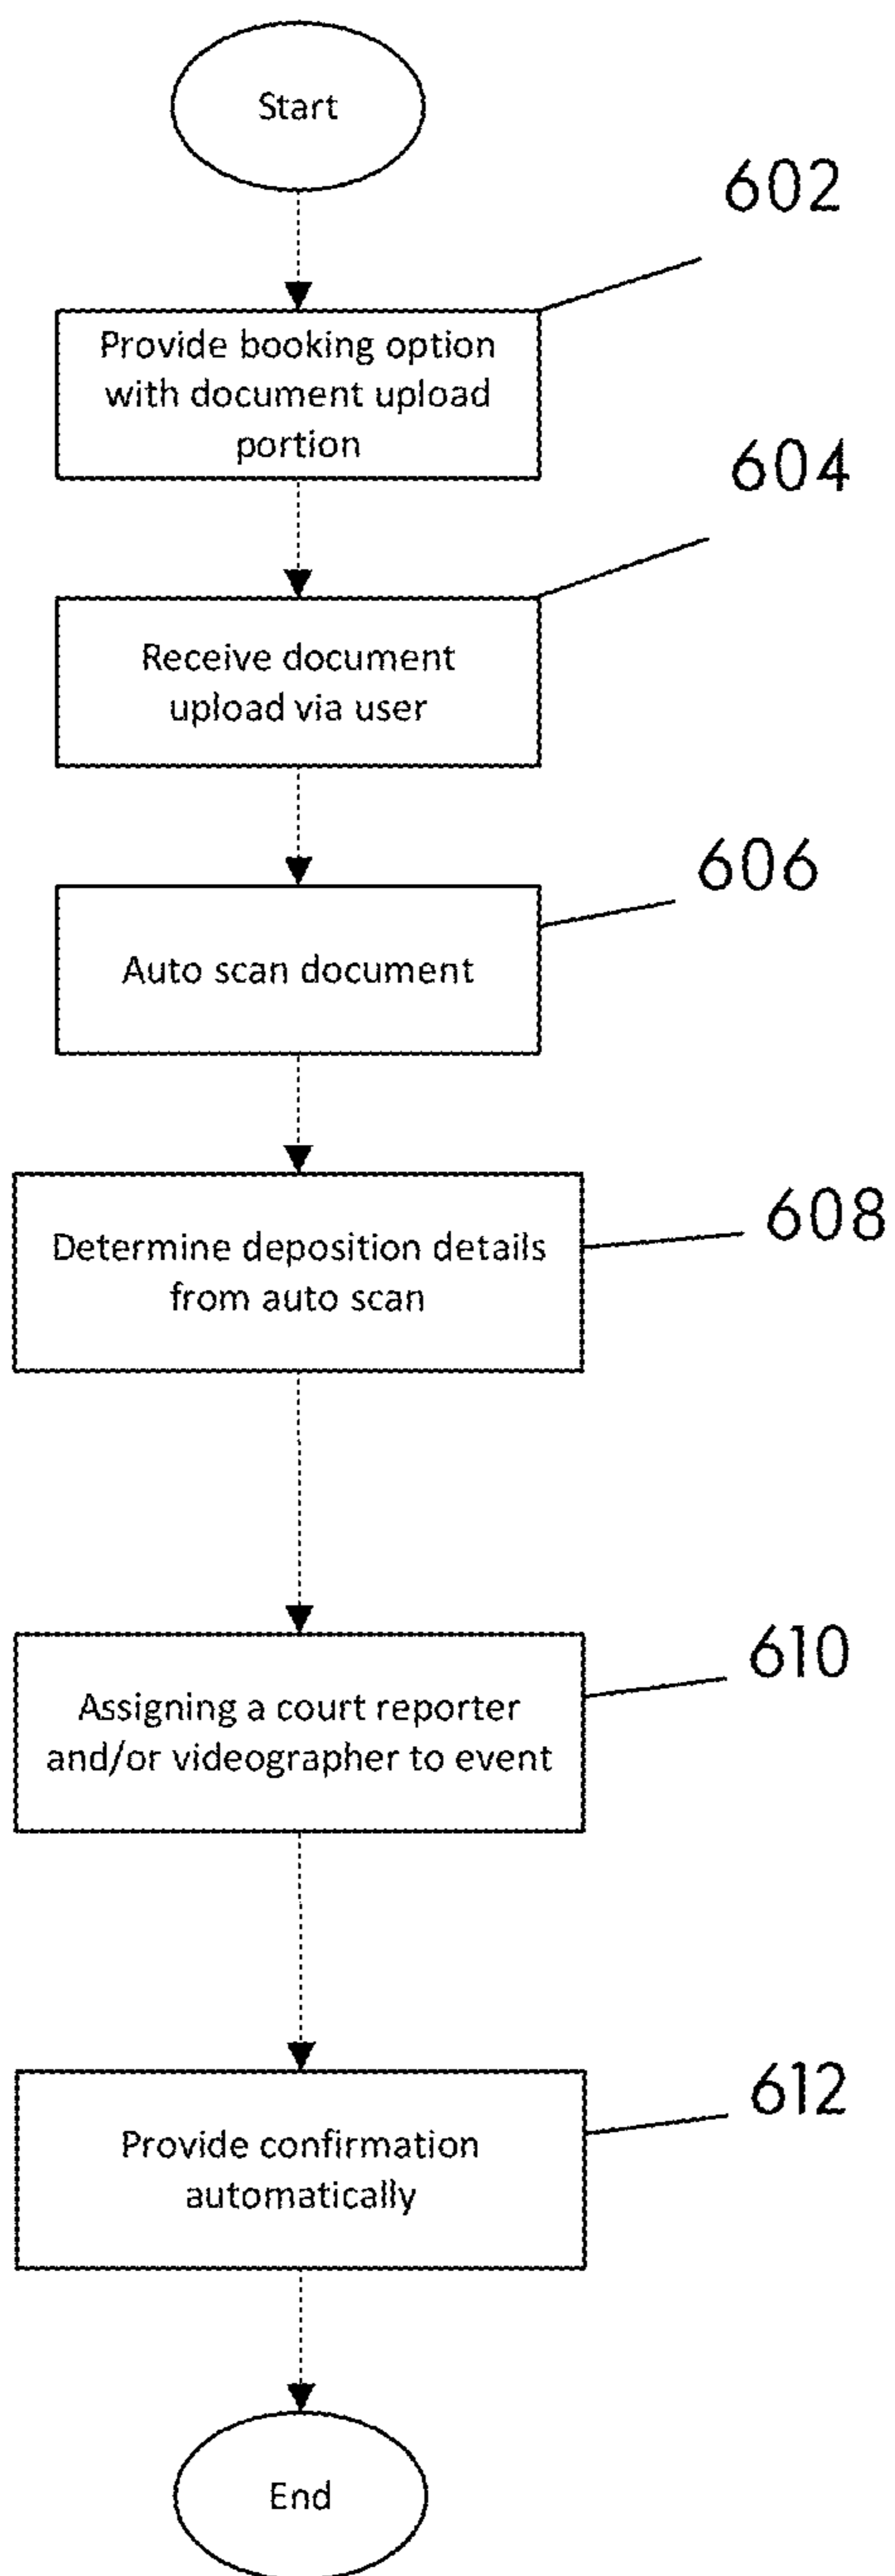 Start
602
Provide booking option
with document upload
portion
604
Receive document
upload via user
606
Auto scan document
608
Determine deposition details
from auto scan
610
Assigning a court reporter
and/or videographer to event
612
Provide confirmation
automatically
End